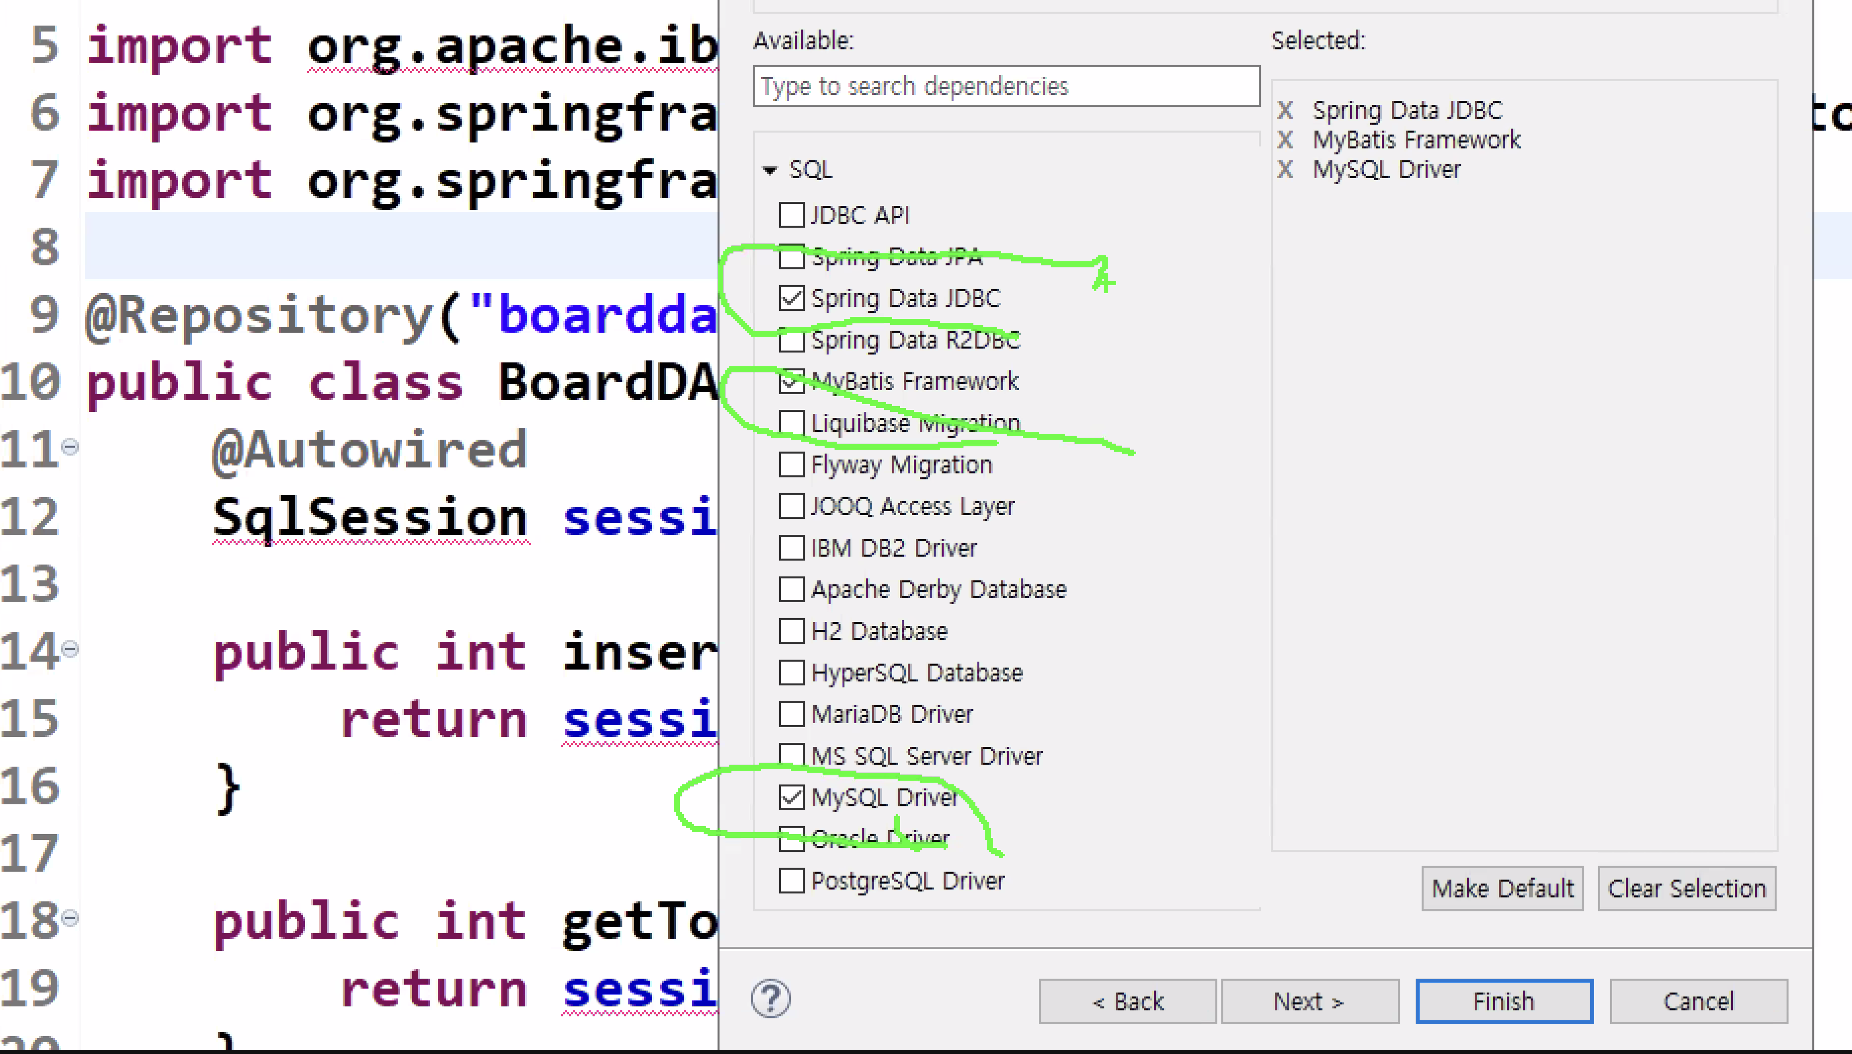 5 import org.apache.ib
6 import org.springfra
7 import org.springfra
8
9 @Repository("boardda
10 public class BoardDA
11 @Autowired
12 SqlSession sessi
13
14 public int inser
15 return sessi
16 }
17
18 public int getTo
19 return sessi
20 }
Available:
Type to search dependencies
SQL
JDBC API
Spring Data JPA
Spring Data JDBC
Spring Data R2DBC
MyBatis Framework
Liquibase Migration
Flyway Migration
JOOQ Access Layer
IBM DB2 Driver
Apache Derby Database
H2 Database
HyperSQL Database
MariaDB Driver
MS SQL Server Driver
MySQL Driver
Oracle Driver
PostgreSQL Driver
Selected:
X Spring Data JDBC
X MyBatis Framework
X MySQL Driver
to
Make Default
Clear Selection
?
< Back
Next >
Finish
Cancel